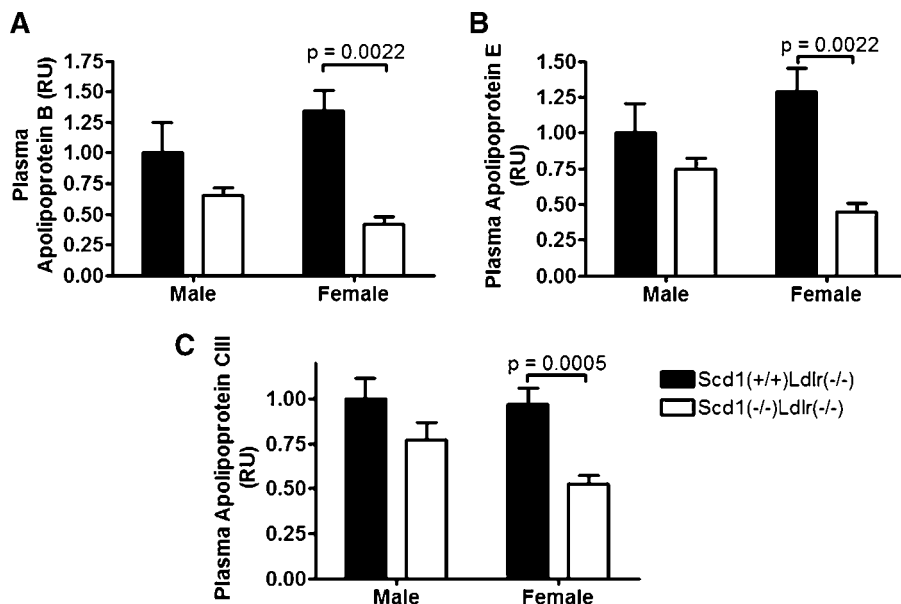 A
Plasma
Apolipoprotein B (RU)
1.75
1.50
1.25
1.00
0.75
0.50
0.25
0.00
p = 0.0022
Male
Female
B
Plasma Apolipoprotein E
(RU)
1.50
1.25
1.00
0.75
0.50
0.25
0.00
p = 0.0022
Male
Female
C
Plasma Apolipoprotein CIII
(RU)
1.00
0.75
0.50
0.25
0.00
p = 0.0005
Male
Female
Scd1(+/+)Ldlr(-/-)
Scd1(-/-)Ldlr(-/-)